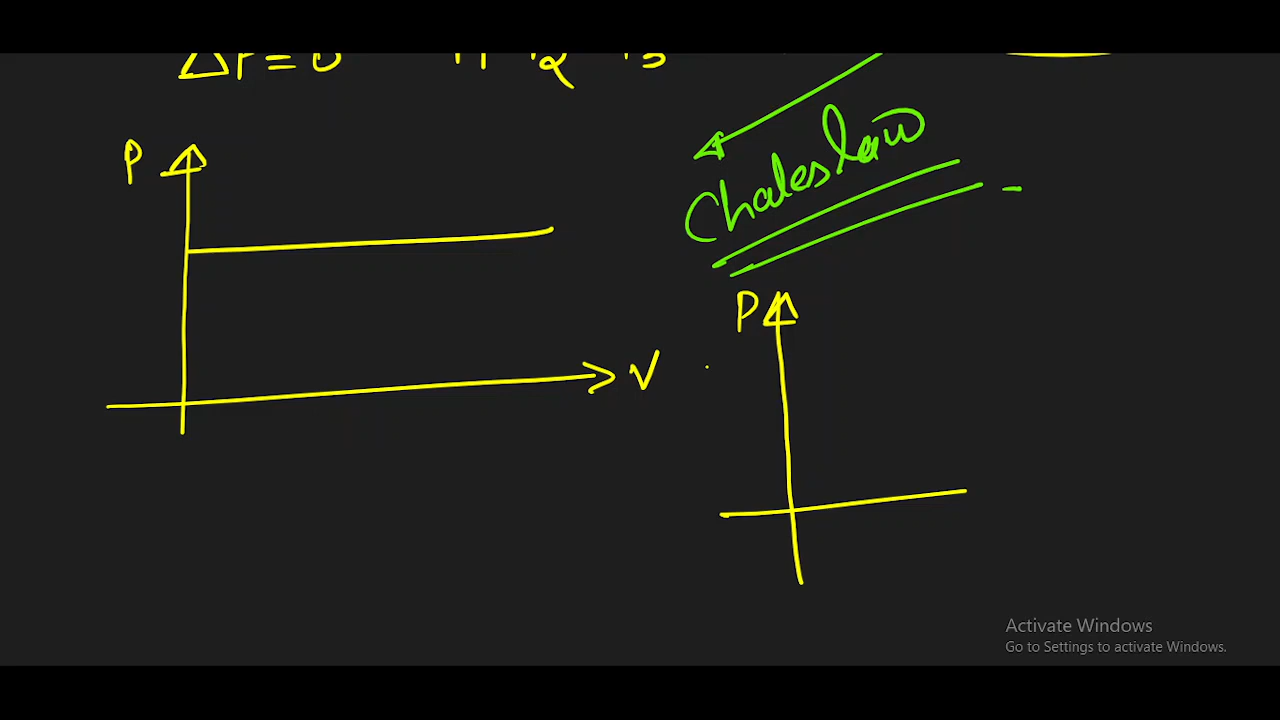 ΔP = 0
P
Chales law
P
V
Activate Windows
Go to Settings to activate Windows.